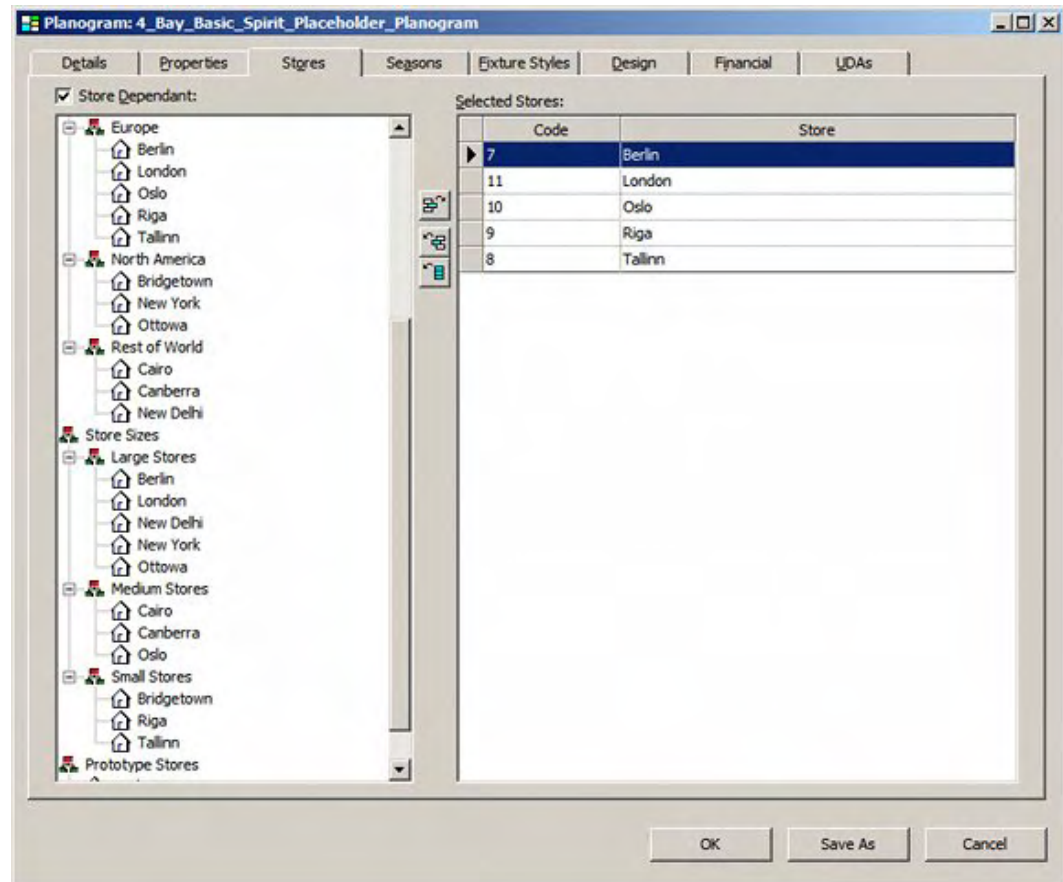 Planogram: 4_Bay_Basic_Spirit_Placeholder_Planogram
Details Properties Stores Seasons Fixture Styles Design Financial UDAs
Store Dependant:
Europe
Berlin
London
Oslo
Riga
Tallinn
North America
Bridgetown
New York
Ottowa
Rest of World
Cairo
Canberra
New Delhi
Store Sizes
Large Stores
Berlin
London
New Delhi
New York
Ottowa
Medium Stores
Cairo
Canberra
Oslo
Small Stores
Bridgetown
Riga
Tallinn
Prototype Stores
Selected Stores:
Code Store
7 Berlin
11 London
10 Oslo
9 Riga
8 Tallinn
OK Save As Cancel